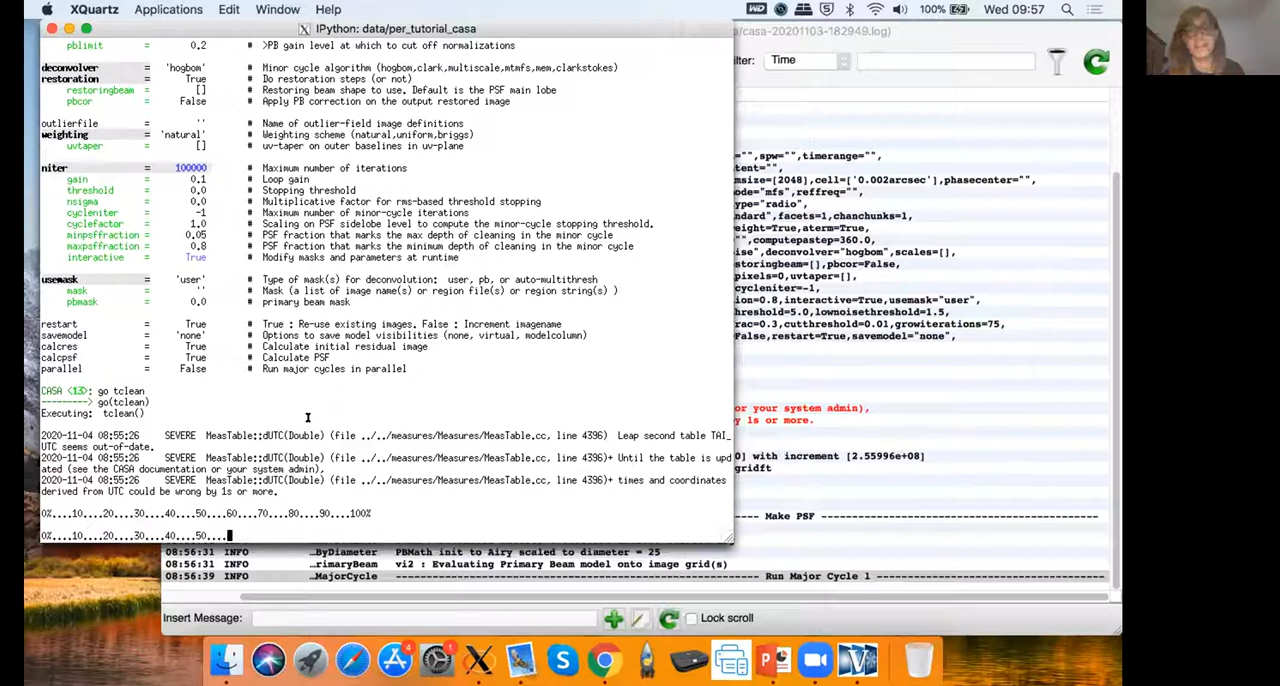 XQuartz Applications Edit Window Help
100% Wed 09:57
IPython: data/per_tutorial_casa
/casa-20201103-182949.log)
pblimit = 0.2 # >PB gain level at which to cut off normalizations
deconvolver = 'hogbom' # Minor cycle algorithm (hogbom,clark,multiscale,mtmfs,mem,clarkstokes)
restoration = True # Do restoration steps (or not)
restoringbeam = [] # Restoring beam shape to use. Default is the PSF main lobe
pbcor = False # Apply PB correction on the output restored image
outlierfile = '' # Name of outlier-field image definitions
weighting = 'natural' # Weighting scheme (natural,uniform,briggs)
uvtaper = [] # uv-taper on outer baselines in uv-plane
niter = 100000 # Maximum number of iterations
gain = 0.1 # Loop gain
threshold = 0.0 # Stopping threshold
nsigma = 0.0 # Multiplicative factor for rms-based threshold stopping
cycleniter = -1 # Maximum number of minor-cycle iterations
cyclefactor = 1.0 # Scaling on PSF sidelobe level to compute the minor-cycle stopping threshold.
minpsffraction = 0.05 # PSF fraction that marks the max depth of cleaning in the minor cycle
maxpsffraction = 0.8 # PSF fraction that marks the minimum depth of cleaning in the minor cycle
interactive = True # Modify masks and parameters at runtime
usemask = 'user' # Type of mask(s) for deconvolution: user, pb, or auto-multithresh
mask = '' # Mask (a list of image name(s) or region file(s) or region string(s) )
pbmask = 0.0 # primary beam mask
restart = True # True : Re-use existing images. False : Increment imagename
savemodel = 'none' # Options to save model visibilities (none, virtual, modelcolumn)
calcres = True # Calculate initial residual image
calcpsf = True # Calculate PSF
parallel = False # Run major cycles in parallel
CASA <13>: go tclean
---------> go(tclean)
Executing: tclean()
2020-11-04 08:55:26 SEVERE MeasTable::dUTC(Double) (file ../../measures/Measures/MeasTable.cc, line 4396) Leap second table TAI_
UTC seems out-of-date.
2020-11-04 08:55:26 SEVERE MeasTable::dUTC(Double) (file ../../measures/Measures/MeasTable.cc, line 4396)+ Until the table is upd
ated (see the CASA documentation or your system admin),
2020-11-04 08:55:26 SEVERE MeasTable::dUTC(Double) (file ../../measures/Measures/MeasTable.cc, line 4396)+ times and coordinates
derived from UTC could be wrong by 1s or more.
0%....10....20....30....40....50....60....70....80....90....100%
0%....10....20....30....40....50....
Time
="",spw="",timerange="",
msize=[2048],cell=['0.002arcsec'],phasecenter="",
ode="mfs",reffreq="",
ype="radio",
ndard",facets=1,chanchunks=1,
eight=True,aterm=True,
"",computepastep=360.0,
ise",deconvolver="hogbom",scales=[],
storingbeam=[],pbcor=False,
pixels=0,uvtaper=[],
cycleniter=-1,
ion=0.8,interactive=True,usemask="user",
threshold=5.0,lownoisethreshold=1.5,
rac=0.3,cutthreshold=0.01,growiterations=75,
=False,restart=True,savemodel="none",
or your system admin),
y 1s or more.
0] with increment [2.55996e+08]
gridft
Make PSF
08:56:31 INFO …ByDiameter PBMath init to Airy scaled to diameter = 25
08:56:31 INFO …rimaryBeam vi2 : Evaluating Primary Beam model onto image grid(s)
08:56:39 INFO …MajorCycle Run Major Cycle 1
Insert Message: Lock scroll